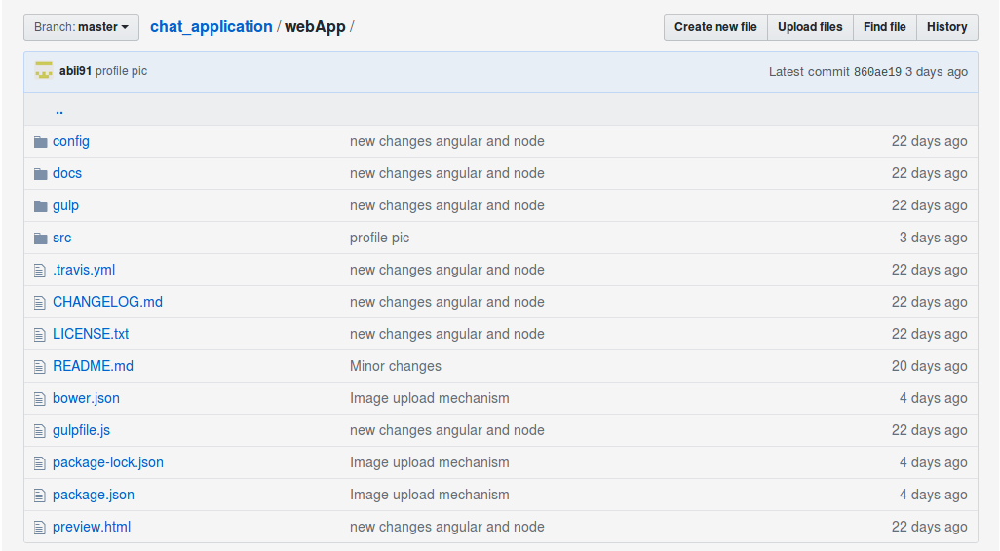 Branch: master chat_application / webApp / Create new file Upload files Find file History
abii91 profile pic Latest commit 860ae19 3 days ago
..
config new changes angular and node 22 days ago
docs new changes angular and node 22 days ago
gulp new changes angular and node 22 days ago
src profile pic 3 days ago
.travis.yml new changes angular and node 22 days ago
CHANGELOG.md new changes angular and node 22 days ago
LICENSE.txt new changes angular and node 22 days ago
README.md Minor changes 20 days ago
bower.json Image upload mechanism 4 days ago
gulpfile.js new changes angular and node 22 days ago
package-lock.json Image upload mechanism 4 days ago
package.json Image upload mechanism 4 days ago
preview.html new changes angular and node 22 days ago